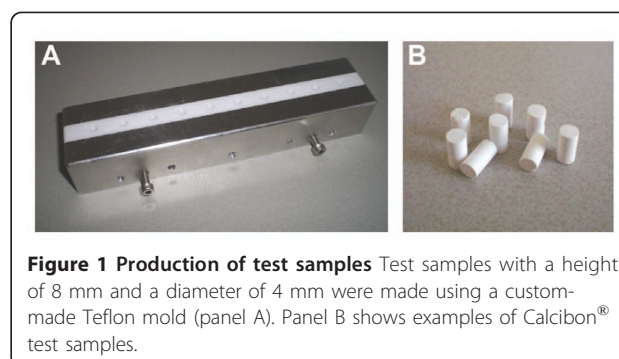 A
B
Figure 1 Production of test samples Test samples with a height
of 8 mm and a diameter of 4 mm were made using a custom-
made Teflon mold (panel A). Panel B shows examples of Calcibon®
test samples.